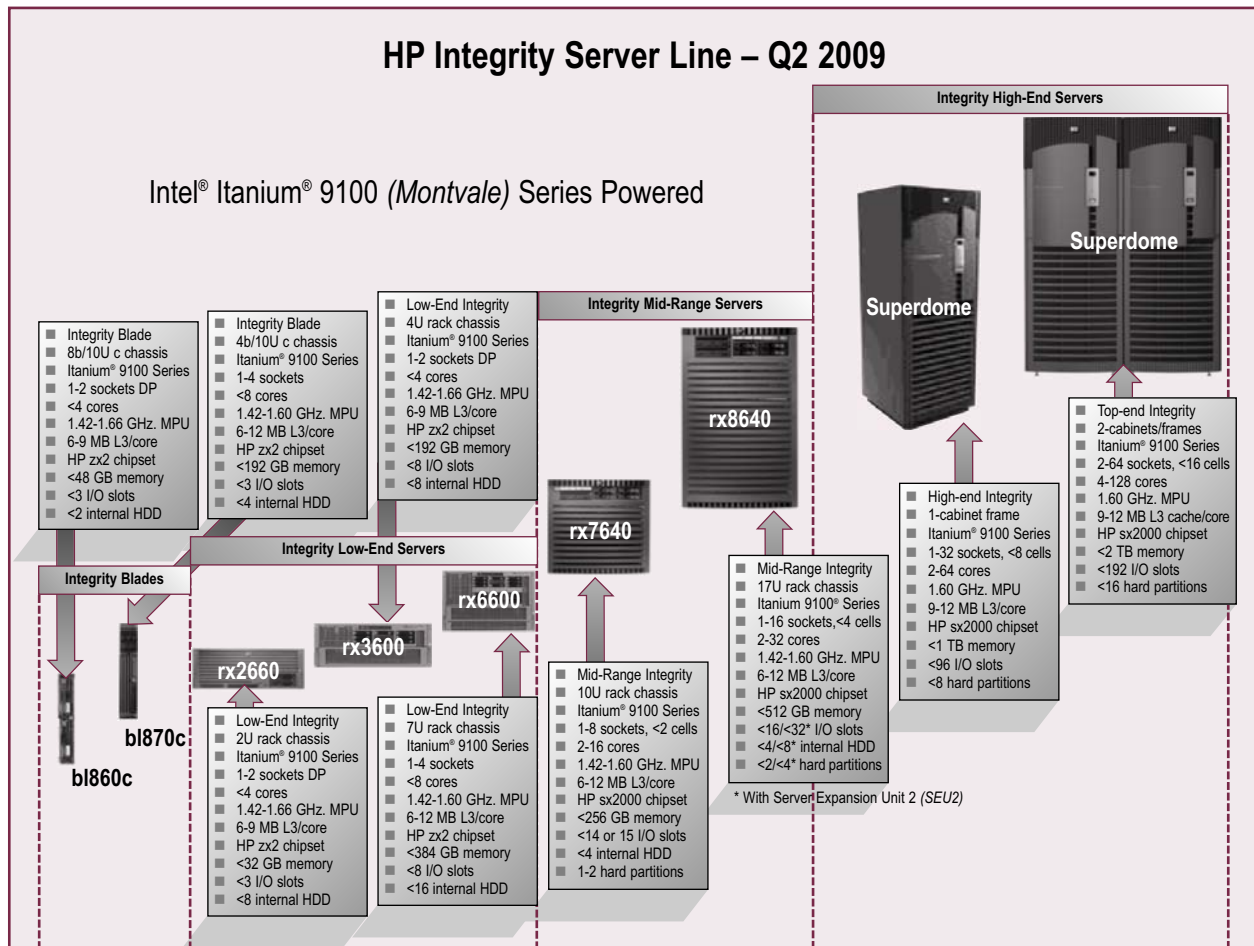 HP Integrity Server Line – Q2 2009
Intel® Itanium® 9100 (Montvale) Series Powered
Integrity High-End Servers
Superdome
Superdome
Integrity Mid-Range Servers
rx8640
rx7640
Integrity Blade
8b/10U c chassis
Itanium® 9100 Series
1-2 sockets DP
<4 cores
1.42-1.66 GHz. MPU
6-9 MB L3/core
HP zx2 chipset
<48 GB memory
<3 I/O slots
<2 internal HDD
Integrity Blade
4b/10U c chassis
Itanium® 9100 Series
1-4 sockets
<8 cores
1.42-1.60 GHz. MPU
6-12 MB L3/core
HP zx2 chipset
<192 GB memory
<3 I/O slots
<4 internal HDD
Low-End Integrity
4U rack chassis
Itanium® 9100 Series
1-2 sockets DP
<4 cores
1.42-1.66 GHz. MPU
6-9 MB L3/core
HP zx2 chipset
<192 GB memory
<8 I/O slots
<8 internal HDD
Integrity Blades
Integrity Low-End Servers
bl860c
bl870c
rx2660
rx3600
rx6600
Low-End Integrity
2U rack chassis
Itanium® 9100 Series
1-2 sockets DP
<4 cores
1.42-1.66 GHz. MPU
6-9 MB L3/core
HP zx2 chipset
<32 GB memory
<3 I/O slots
<8 internal HDD
Low-End Integrity
7U rack chassis
Itanium® 9100 Series
1-4 sockets
<8 cores
1.42-1.60 GHz. MPU
6-12 MB L3/core
HP zx2 chipset
<384 GB memory
<8 I/O slots
<16 internal HDD
Mid-Range Integrity
10U rack chassis
Itanium® 9100 Series
1-8 sockets, <2 cells
2-16 cores
1.42-1.60 GHz. MPU
6-12 MB L3/core
HP sx2000 chipset
<256 GB memory
<14 or 15 I/O slots
<4 internal HDD
1-2 hard partitions
Mid-Range Integrity
17U rack chassis
Itanium 9100® Series
1-16 sockets,<4 cells
2-32 cores
1.42-1.60 GHz. MPU
6-12 MB L3/core
HP sx2000 chipset
<512 GB memory
<16/<32* I/O slots
<4/<8* internal HDD
<2/<4* hard partitions
* With Server Expansion Unit 2 (SEU2)
High-end Integrity
1-cabinet frame
Itanium® 9100 Series
1-32 sockets, <8 cells
2-64 cores
1.60 GHz. MPU
9-12 MB L3/core
HP sx2000 chipset
<1 TB memory
<96 I/O slots
<8 hard partitions
Top-end Integrity
2-cabinets/frames
Itanium® 9100 Series
2-64 sockets, <16 cells
4-128 cores
1.60 GHz. MPU
9-12 MB L3 cache/core
HP sx2000 chipset
<2 TB memory
<192 I/O slots
<16 hard partitions